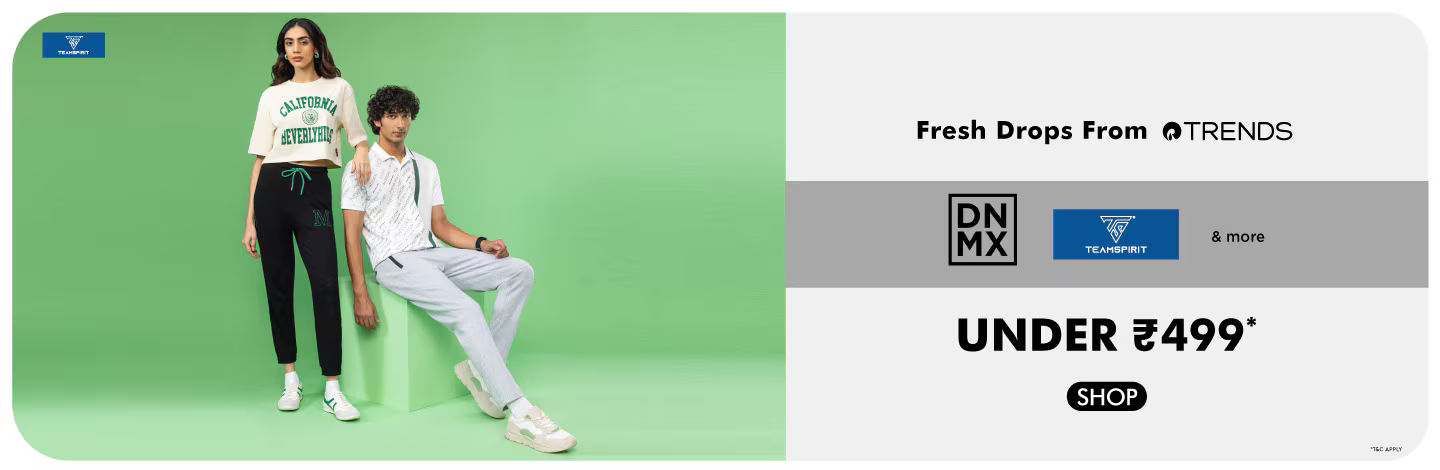 TEAMSPIRIT
CALIFORNIA
BEVERLYHILLS
M
Fresh Drops From TRENDS
DN
MX
TEAMSPIRIT
& more
UNDER ₹499*
SHOP
*T&C APPLY